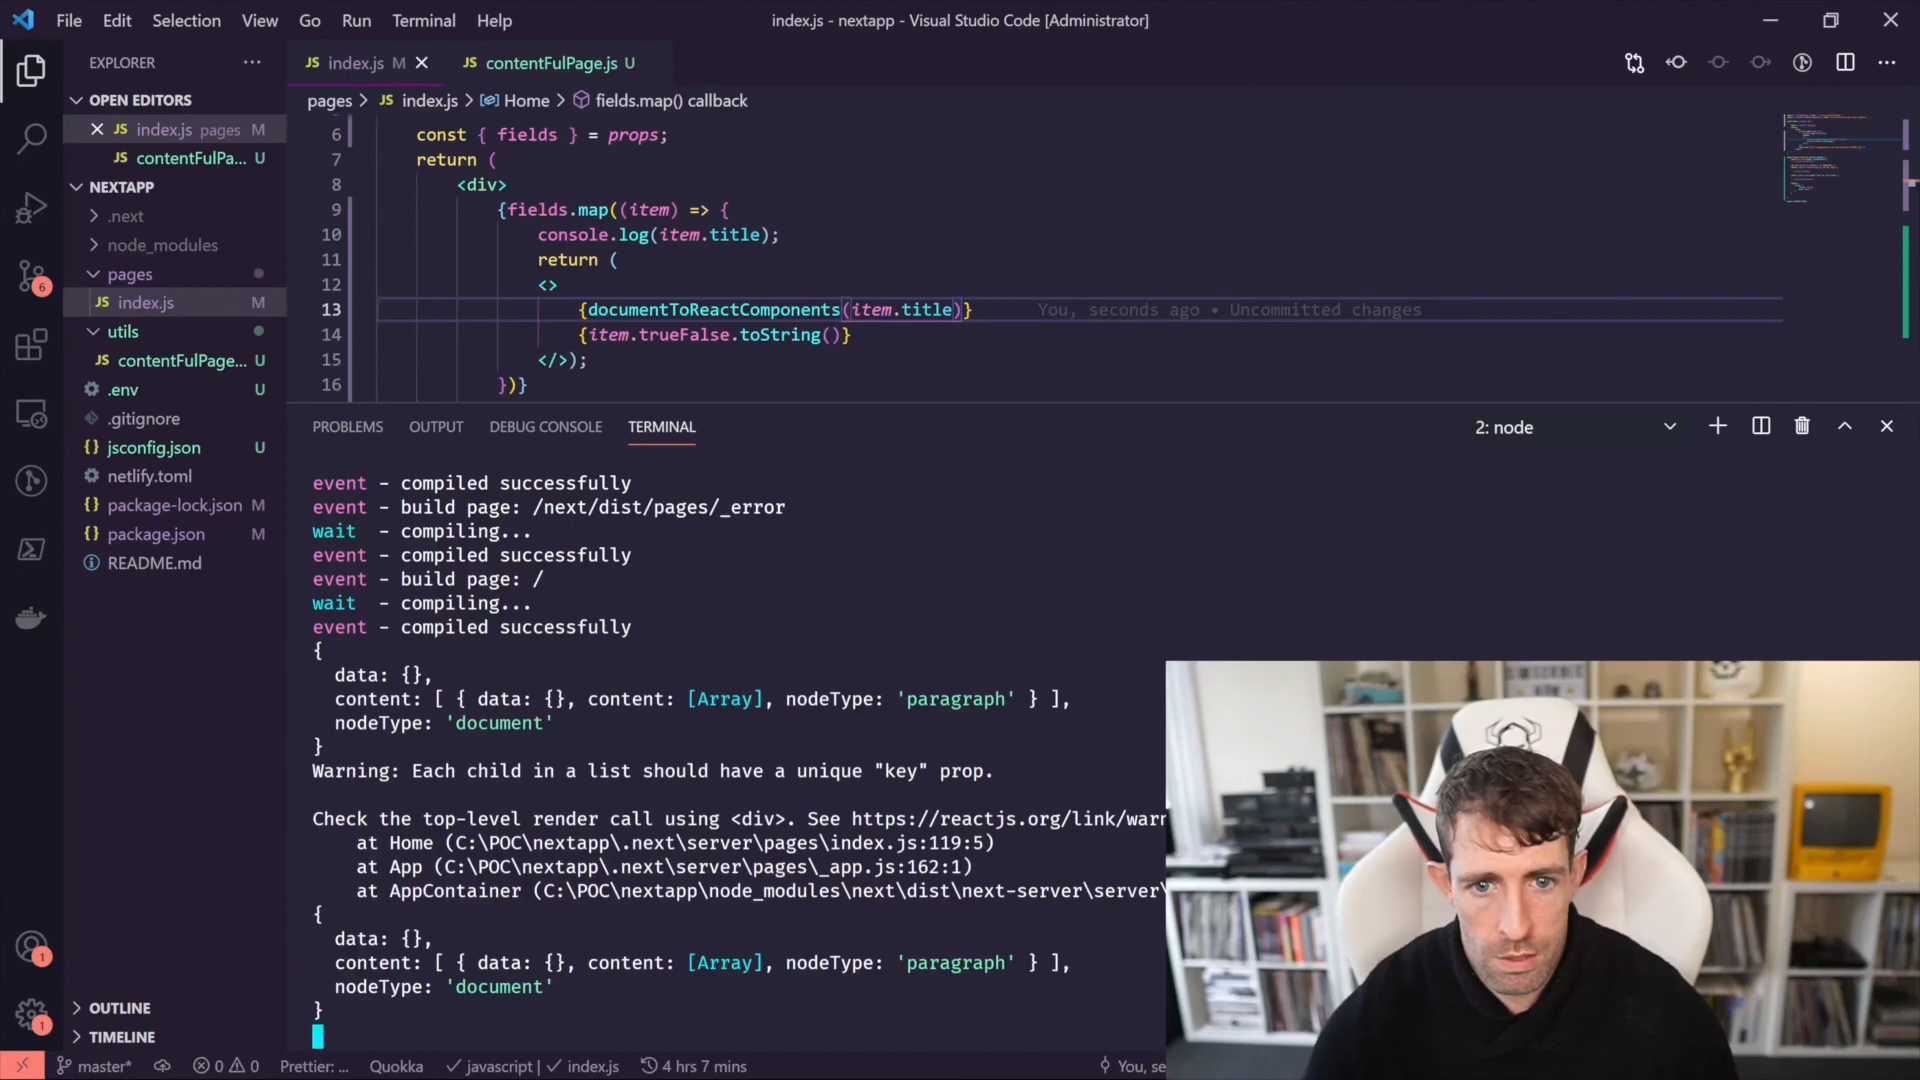 File Edit Selection View Go Run Terminal Help
index.js - nextapp - Visual Studio Code [Administrator]
EXPLORER
OPEN EDITORS
JS index.js pages M
JS contentFulPa... U
NEXTAPP
.next
node_modules
pages
JS index.js M
utils
JS contentFulPage... U
.env U
.gitignore
{} jsconfig.json U
netlify.toml
{} package-lock.json M
{} package.json M
README.md
OUTLINE
TIMELINE
6
1
1
JS index.js M
JS contentFulPage.js U
pages > JS index.js > Home > fields.map() callback
6 const { fields } = props;
7 return (
8 <div>
9 {fields.map((item) => {
10 console.log(item.title);
11 return (
12 <>
13 {documentToReactComponents(item.title)} You, seconds ago • Uncommitted changes
14 {item.trueFalse.toString()}
15 </>);
16 })}
PROBLEMS OUTPUT DEBUG CONSOLE TERMINAL
2: node
event - compiled successfully
event - build page: /next/dist/pages/_error
wait - compiling...
event - compiled successfully
event - build page: /
wait - compiling...
event - compiled successfully
{
data: {},
content: [ { data: {}, content: [Array], nodeType: 'paragraph' } ],
nodeType: 'document'
}
Warning: Each child in a list should have a unique "key" prop.
Check the top-level render call using <div>. See https://reactjs.org/link/warn
at Home (C:\POC\nextapp\.next\server\pages\index.js:119:5)
at App (C:\POC\nextapp\.next\server\pages\_app.js:162:1)
at AppContainer (C:\POC\nextapp\node_modules\next\dist\next-server\server\
{
data: {},
content: [ { data: {}, content: [Array], nodeType: 'paragraph' } ],
nodeType: 'document'
}
master* 0 0 Prettier: ... Quokka javascript | index.js 4 hrs 7 mins You, se